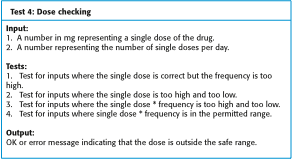 Test 4: Dose checking
Input:
1. A number in mg representing a single dose of the drug.
2. A number representing the number of single doses per day.
Tests:
1. Test for inputs where the single dose is correct but the frequency is too
high.
2. Test for inputs where the single dose is too high and too low.
3. Test for inputs where the single dose * frequency is too high and too low.
4. Test for inputs where single dose * frequency is in the permitted range.
Output:
OK or error message indicating that the dose is outside the safe range.